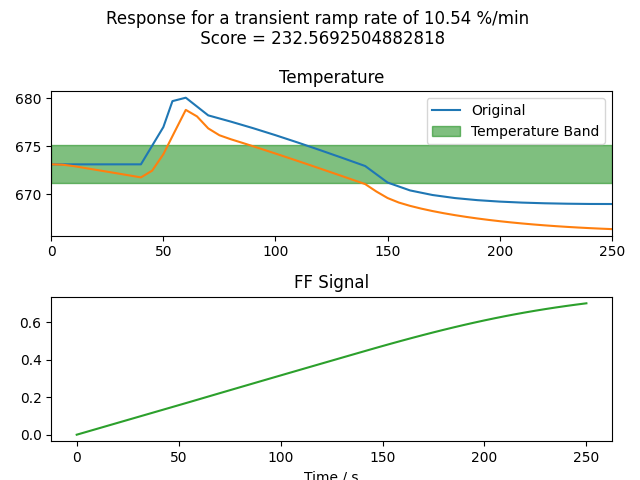 Response for a transient ramp rate of 10.54 %/min
Score = 232.5692504882818
Temperature
680
675
670
Original
Temperature Band
0 50 100 150 200 250
FF Signal
0.6
0.4
0.2
0.0
0 50 100 150 200 250
Time / s